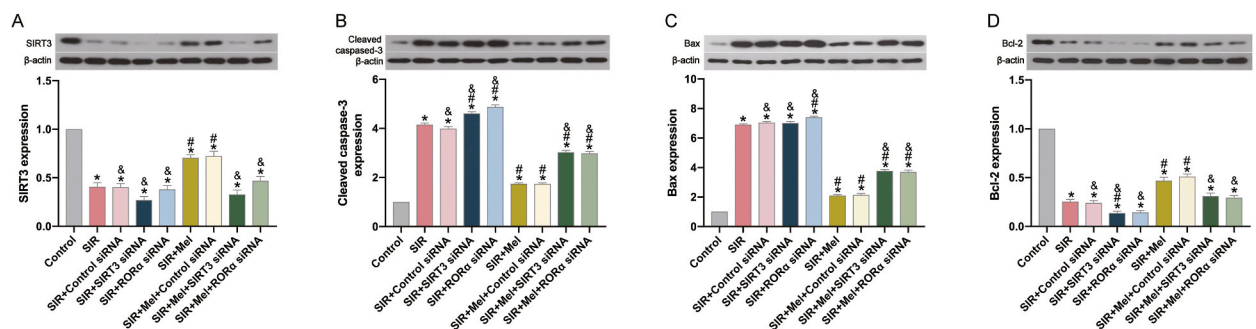 A
SIRT3
β-actin
SIRT3 expression
1.5
1.0
0.5
0.0
*
&
*
&
*
&
*
#
*
#
*
&
*
&
*
Control
SIR
SIR+Control siRNA
SIR+SIRT3 siRNA
SIR+RORα siRNA
SIR+Mel
SIR+Mel+Control siRNA
SIR+Mel+SIRT3 siRNA
SIR+Mel+RORα siRNA
B
Cleaved
caspased-3
β-actin
Cleaved caspase-3
expression
6
4
2
0
*
&
*
&
#
*
&
#
*
#
*
#
*
&
#
*
&
#
*
Control
SIR
SIR+Control siRNA
SIR+SIRT3 siRNA
SIR+RORα siRNA
SIR+Mel
SIR+Mel+Control siRNA
SIR+Mel+SIRT3 siRNA
SIR+Mel+RORα siRNA
C
Bax
β-actin
Bax expression
10
8
6
4
2
0
*
&
*
&
*
&
#
*
#
*
#
*
&
#
*
&
#
*
Control
SIR
SIR+Control siRNA
SIR+SIRT3 siRNA
SIR+RORα siRNA
SIR+Mel
SIR+Mel+Control siRNA
SIR+Mel+SIRT3 siRNA
SIR+Mel+RORα siRNA
D
Bcl-2
β-actin
Bcl-2 expression
1.5
1.0
0.5
0.0
*
&
*
&
#
*
&
*
#
*
#
*
&
*
&
*
Control
SIR
SIR+Control siRNA
SIR+SIRT3 siRNA
SIR+RORα siRNA
SIR+Mel
SIR+Mel+Control siRNA
SIR+Mel+SIRT3 siRNA
SIR+Mel+RORα siRNA